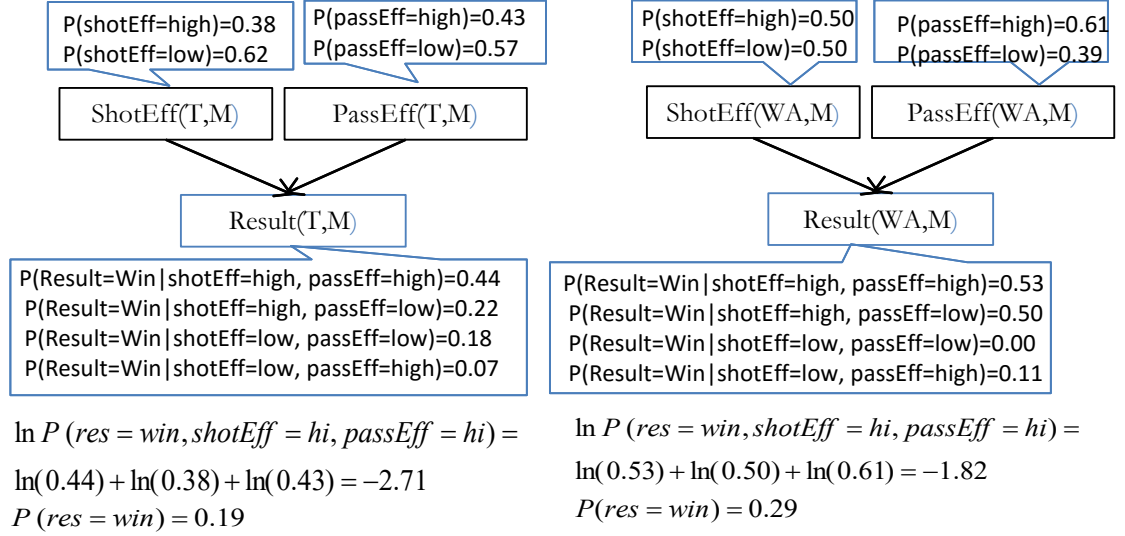 P(shotEff=high)=0.38
P(shotEff=low)=0.62
P(passEff=high)=0.43
P(passEff=low)=0.57
ShotEff(T,M)
PassEff(T,M)
Result(T,M)
P(Result=Win|shotEff=high, passEff=high)=0.44
P(Result=Win|shotEff=high, passEff=low)=0.22
P(Result=Win|shotEff=low, passEff=low)=0.18
P(Result=Win|shotEff=low, passEff=high)=0.07
ln P (res = win, shotEff = hi, passEff = hi) =
ln(0.44) + ln(0.38) + ln(0.43) = −2.71
P (res = win) = 0.19
P(shotEff=high)=0.50
P(shotEff=low)=0.50
P(passEff=high)=0.61
P(passEff=low)=0.39
ShotEff(WA,M)
PassEff(WA,M)
Result(WA,M)
P(Result=Win|shotEff=high, passEff=high)=0.53
P(Result=Win|shotEff=high, passEff=low)=0.50
P(Result=Win|shotEff=low, passEff=low)=0.00
P(Result=Win|shotEff=low, passEff=high)=0.11
ln P (res = win, shotEff = hi, passEff = hi) =
ln(0.53) + ln(0.50) + ln(0.61) = −1.82
P(res = win) = 0.29